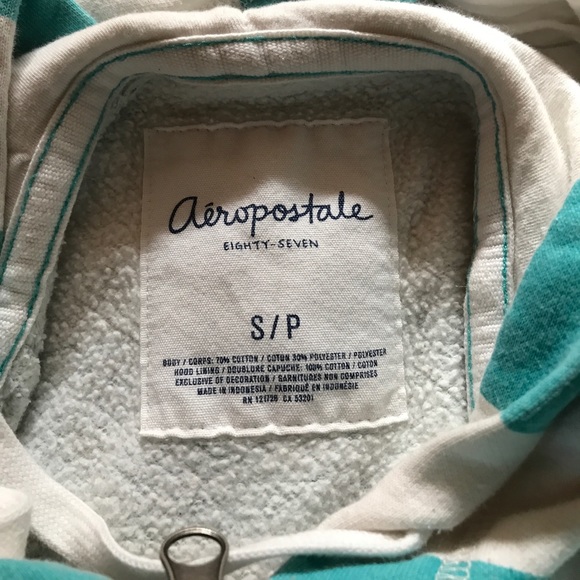 aéropostale
EIGHTY-SEVEN
S/P
BODY / CORPS: 70% COTTON / COTON 30% POLYESTER / POLYESTER
HOOD LINING / DOUBLURE CAPUCHE: 100% COTTON / COTON
EXCLUSIVE OF DECORATION / GARNITURES NON COMPRISES
MADE IN INDONESIA / FABRIQUÉ EN INDONÉSIE
RN 121726 CA 53201